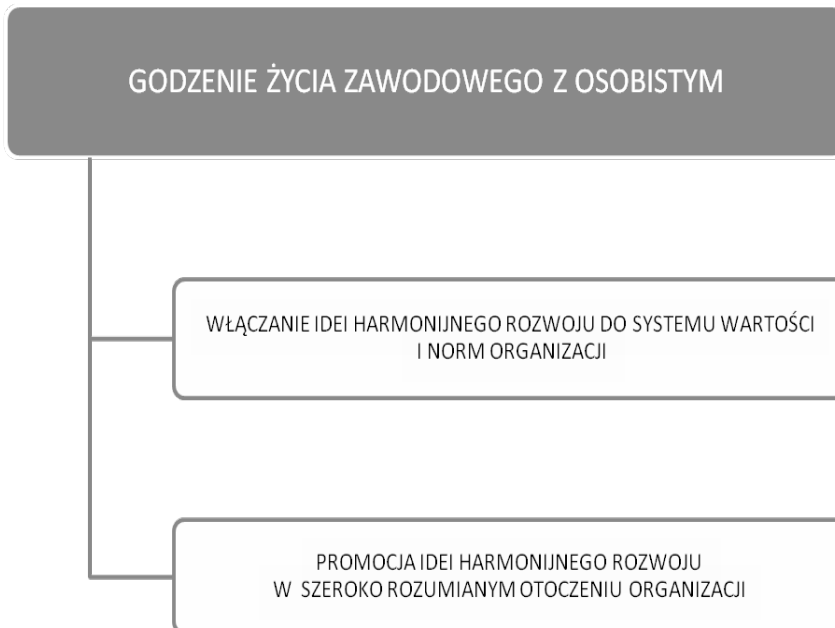 GODZENIE ŻYCIA ZAWODOWEGO Z OSOBISTYM
WŁĄCZANIE IDEI HARMONIJNEGO ROZWOJU DO SYSTEMU WARTOŚCI
I NORM ORGANIZACJI
PROMOCJA IDEI HARMONIJNEGO ROZWOJU
W SZEROKO ROZUMIANYM OTOCZENIU ORGANIZACJI